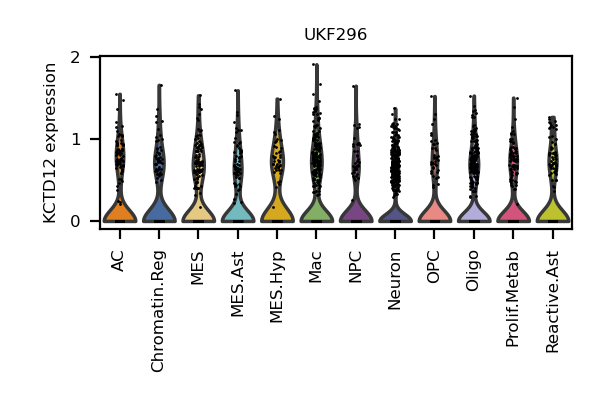 UKF296
KCTD12 expression
2
1
0
AC
Chromatin.Reg
MES
MES.Ast
MES.Hyp
Mac
NPC
Neuron
OPC
Oligo
Prolif.Metab
Reactive.Ast